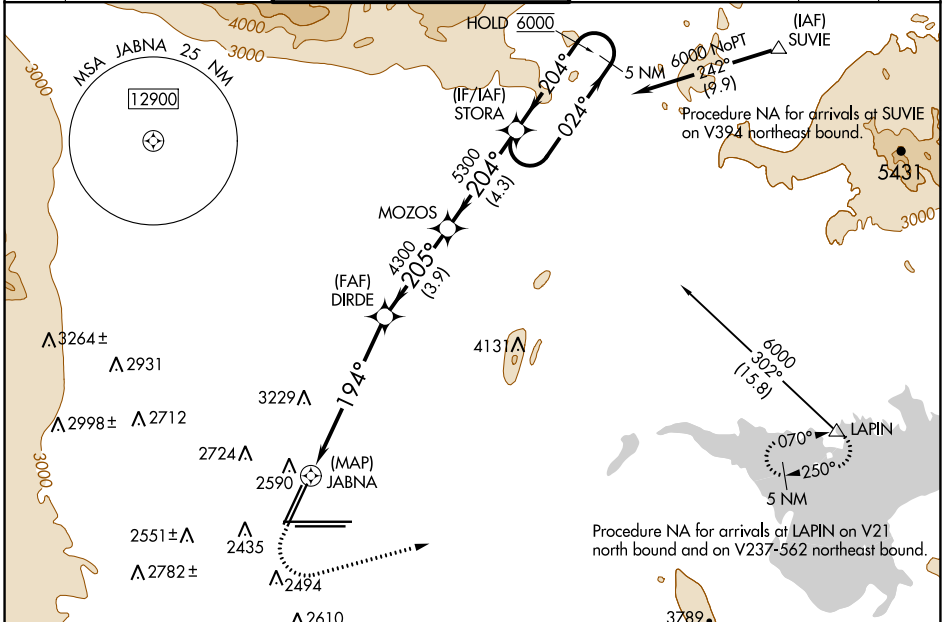 4000
3000
3000
MSA JABNA 25 NM
12900
HOLD 6000
5 NM
204°
024°
(IF/IAF)
STORA
6000 NoPT
242°
(9.9)
(IAF)
SUVIE
Procedure NA for arrivals at SUVIE
on V394 northeast bound.
5431
3000
5300
204°
(4.3)
MOZOS
4300
205°
(3.9)
(FAF)
DIRDE
194°
3264±
2931
2998±
2712
3229
4131
6000
302°
(15.8)
LAPIN
070°
250°
5 NM
3000
2724
2590
(MAP)
JABNA
2551±
2435
2782±
2494
2610
Procedure NA for arrivals at LAPIN on V21
north bound and on V237-562 northeast bound.
3789